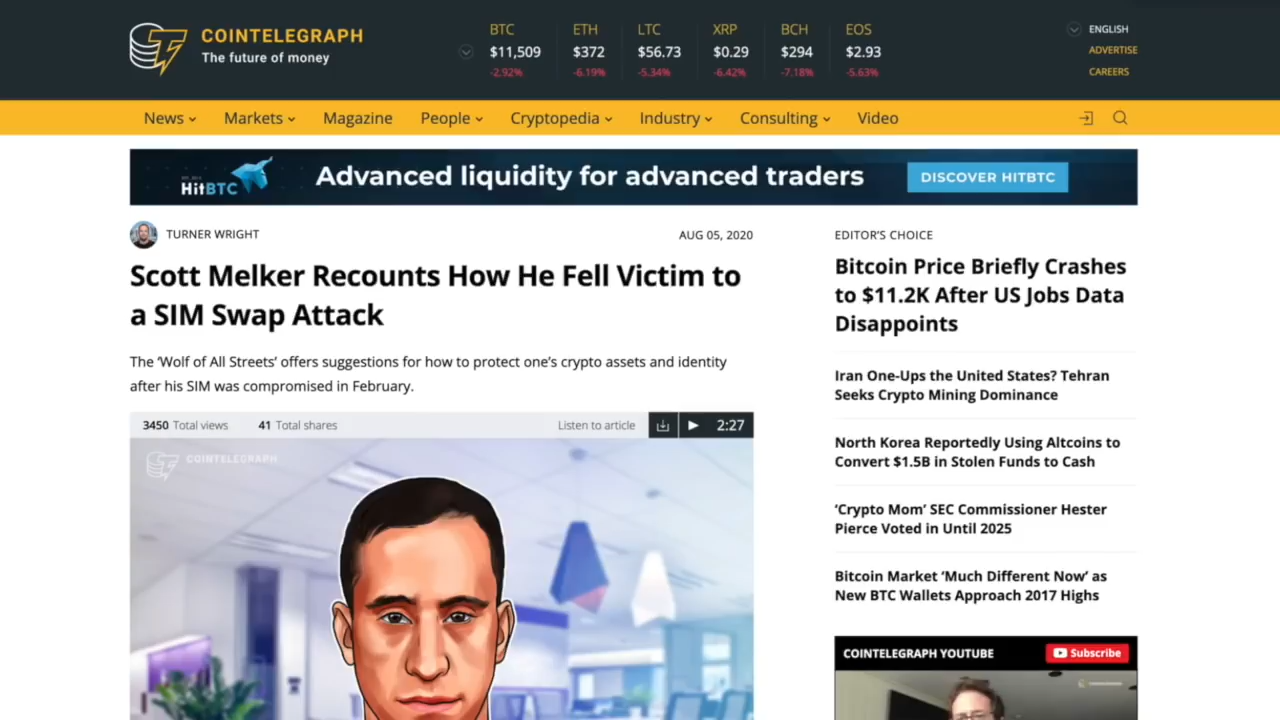 COINTELEGRAPH
The future of money
BTC
$11,509
-2.92%
ETH
$372
-6.19%
LTC
$56.73
-5.34%
XRP
$0.29
-6.42%
BCH
$294
-7.18%
EOS
$2.93
-5.63%
ENGLISH
ADVERTISE
CAREERS
News Markets Magazine People Cryptopedia Industry Consulting Video
HitBTC Advanced liquidity for advanced traders DISCOVER HITBTC
TURNER WRIGHT AUG 05, 2020
Scott Melker Recounts How He Fell Victim to
a SIM Swap Attack
The ‘Wolf of All Streets’ offers suggestions for how to protect one’s crypto assets and identity
after his SIM was compromised in February.
3450 Total views 41 Total shares Listen to article 2:27
COINTELEGRAPH
EDITOR’S CHOICE
Bitcoin Price Briefly Crashes
to $11.2K After US Jobs Data
Disappoints
Iran One-Ups the United States? Tehran
Seeks Crypto Mining Dominance
North Korea Reportedly Using Altcoins to
Convert $1.5B in Stolen Funds to Cash
‘Crypto Mom’ SEC Commissioner Hester
Pierce Voted in Until 2025
Bitcoin Market ‘Much Different Now’ as
New BTC Wallets Approach 2017 Highs
COINTELEGRAPH YOUTUBE Subscribe